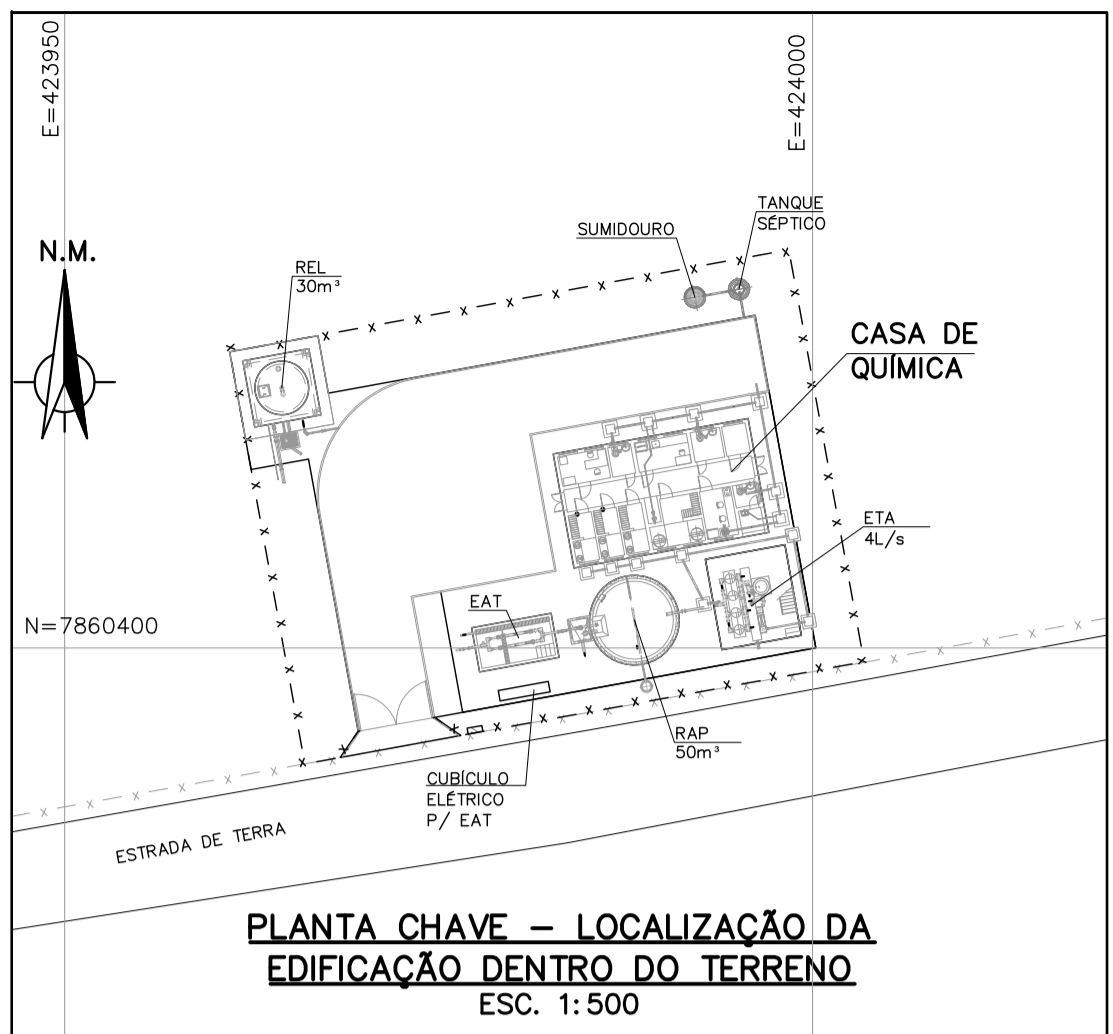 E=423950
E=424000
TANQUE
SÉPTICO
SUMIDOURO
N.M.
REL
30m³
CASA DE
QUÍMICA
ETA
4L/s
EAT
N=7860400
RAP
50m³
CUBÍCULO
ELÉTRICO
P/ EAT
ESTRADA DE TERRA
PLANTA CHAVE – LOCALIZAÇÃO DA
EDIFICAÇÃO DENTRO DO TERRENO
ESC. 1:500